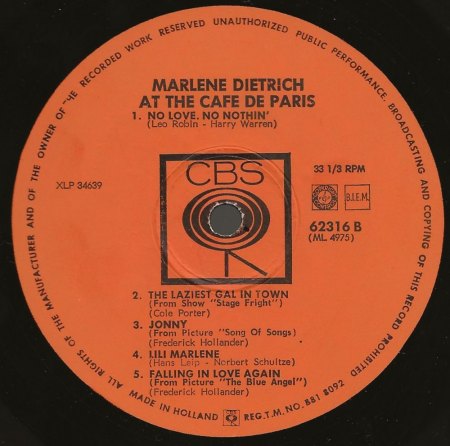 ALL RIGHTS OF THE MANUFACTURER AND OF THE OWNER OF THE RECORDED WORK RESERVED UNAUTHORIZED PUBLIC PERFORMANCE, BROADCASTING AND COPYING OF THIS RECORD PROHIBITED
MARLENE DIETRICH
AT THE CAFE DE PARIS
1. NO LOVE, NO NOTHIN'
(Leo Robin - Harry Warren)
XLP 34639
CBS
33 1/3 RPM
B.I.E.M.
62316 B
(ML 4975)
2. THE LAZIEST GAL IN TOWN
(From Show "Stage Fright")
(Cole Porter)
3. JONNY
(From Picture "Song Of Songs)
(Frederick Hollander)
4. LILI MARLENE
(Hans Leip - Norbert Schultze)
5. FALLING IN LOVE AGAIN
(From Picture "The Blue Angel")
(Frederick Hollander)
MADE IN HOLLAND CBS REG.T.M. NO. 881 8092